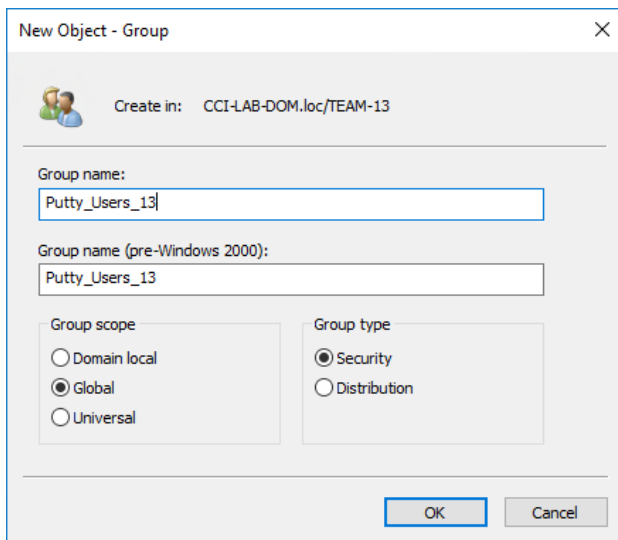 New Object - Group
Create in: CCI-LAB-DOM.loc/TEAM-13
Group name:
Putty_Users_13
Group name (pre-Windows 2000):
Putty_Users_13
Group scope
Domain local
Global
Universal
Group type
Security
Distribution
OK
Cancel